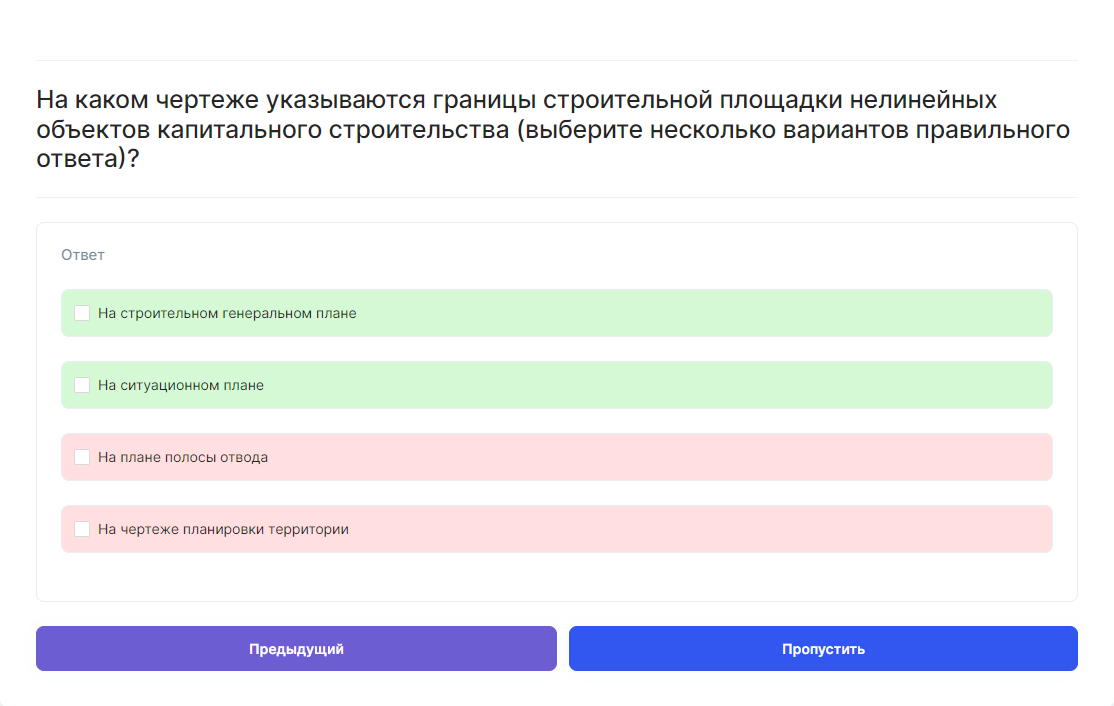 На каком чертеже указываются границы строительной площадки нелинейных
объектов капитального строительства (выберите несколько вариантов правильного
ответа)?
Ответ
На строительном генеральном плане
На ситуационном плане
На плане полосы отвода
На чертеже планировки территории
Предыдущий
Пропустить